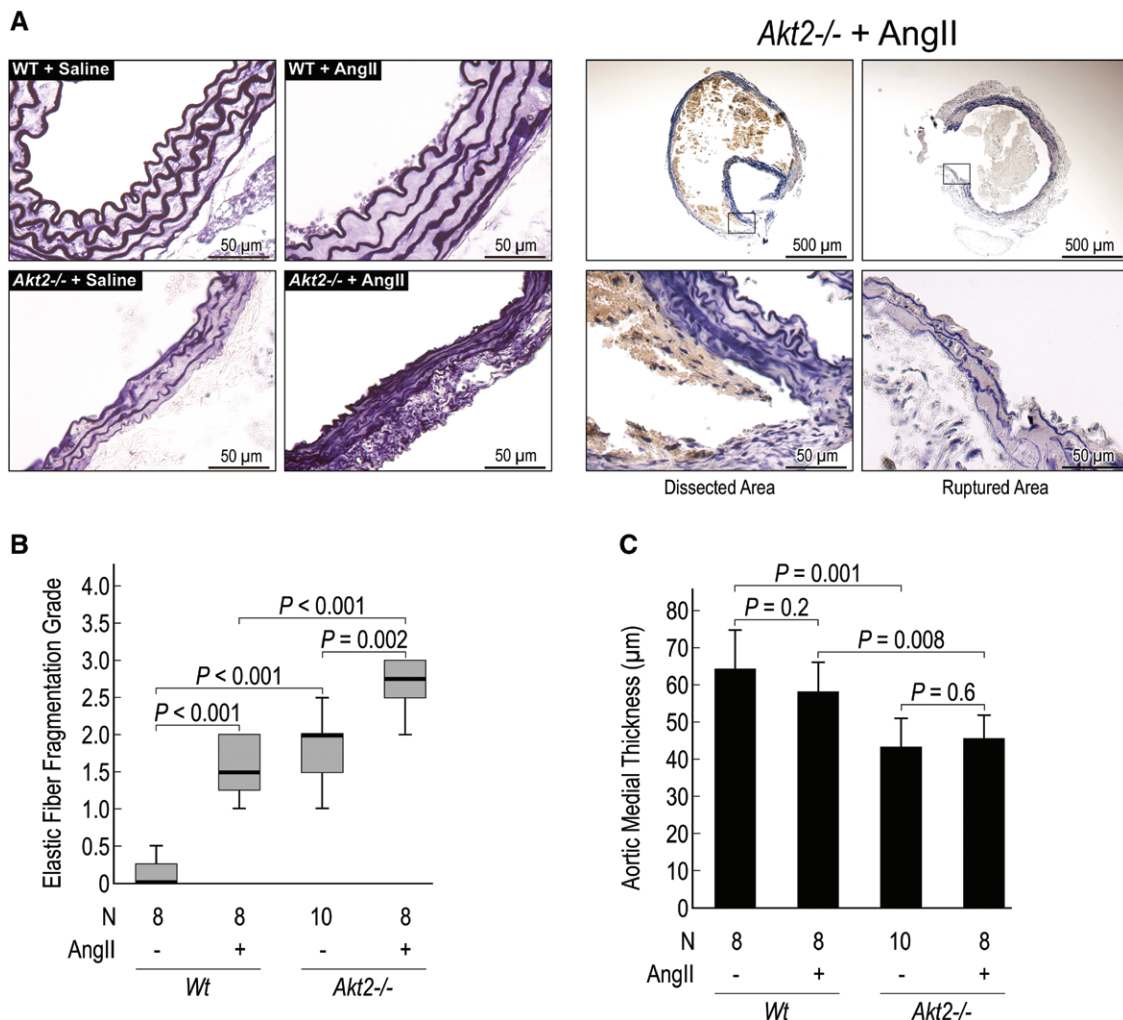 A
Akt2-/- + AngII
WT + Saline
WT + AngII
50 µm
50 µm
500 µm
500 µm
Akt2-/- + Saline
Akt2-/- + AngII
50 µm
50 µm
50 µm
50 µm
Dissected Area
Ruptured Area
B
Elastic Fiber Fragmentation Grade
4.0
3.5
3.0
2.5
2.0
1.5
1.0
0.5
0
P < 0.001
P = 0.002
P < 0.001
P < 0.001
N 8 8 10 8
AngII - + - +
Wt Akt2-/-
C
Aortic Medial Thickness (µm)
80
70
60
50
40
30
20
10
0
P = 0.001
P = 0.2
P = 0.008
P = 0.6
N 8 8 10 8
AngII - + - +
Wt Akt2-/-